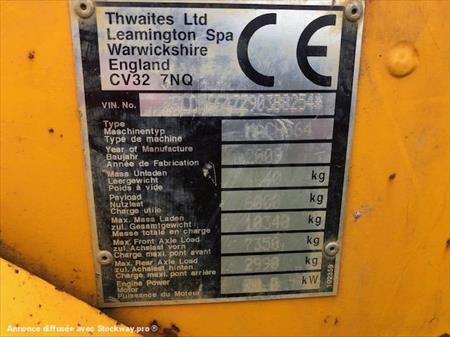 Thwaites Ltd
Leamington Spa
Warwickshire
England
CV32 7NQ
CE
VIN. No.
Type
Maschinentyp
Type de machine
Year of Manufacture
Baujahr
Année de Fabrication
Mass Unladen
Leergewicht kg
Poids à vide
Payload
Nutzlast kg
Charge utile
Max. Mass Laden
zul. Gesamtgewicht kg
Masse totale en charge
Max. Front Axle Load
zul. Achslast vorn kg
Charge maxi. pont avant
Max. Rear Axle Load
zul. Achslast hinten kg
Charge maxi. pont arrière
Engine Power
Motor kW
Puissance du Moteur
102359
Annonce diffusée avec Stockway.pro ®